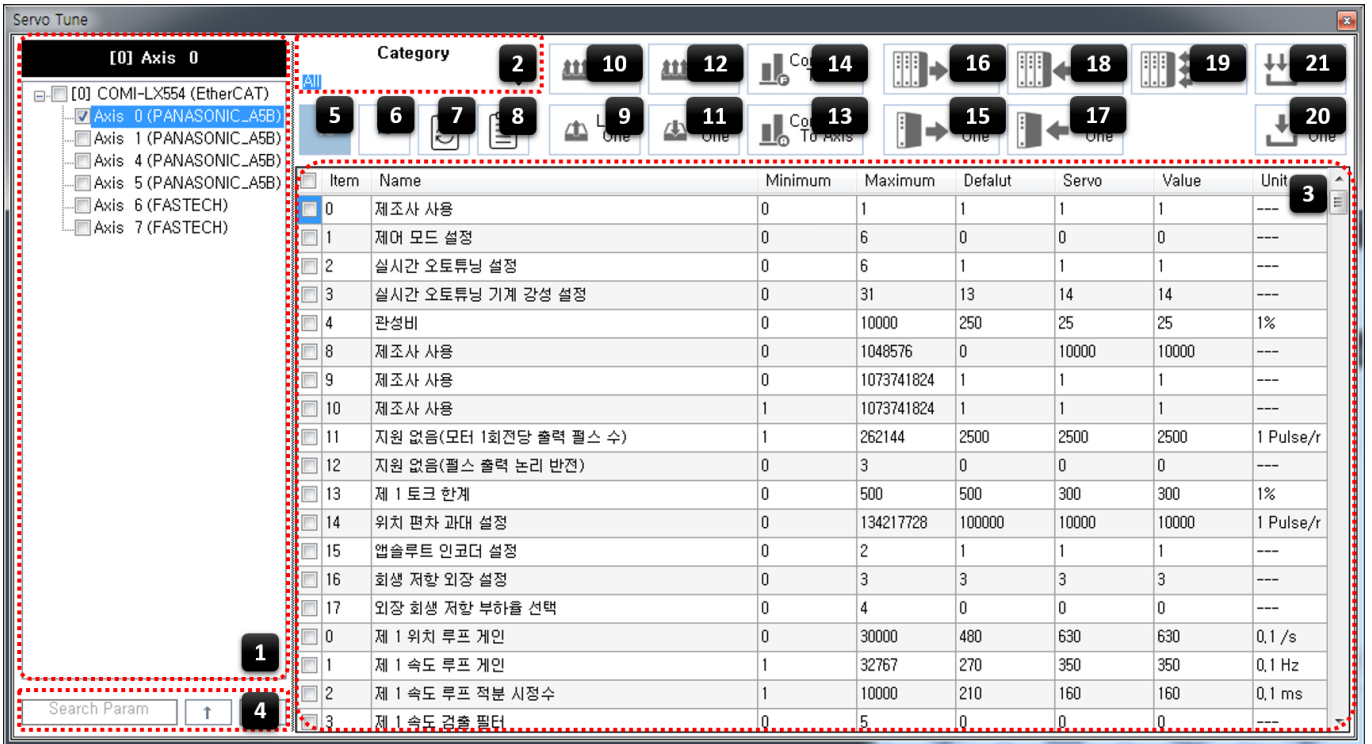 Servo Tune
[0] Axis 0
[0] COMI-LX554 (EtherCAT)
Axis 0 (PANASONIC_A5B)
Axis 1 (PANASONIC_A5B)
Axis 4 (PANASONIC_A5B)
Axis 5 (PANASONIC_A5B)
Axis 6 (FASTECH)
Axis 7 (FASTECH)
1
Search Param ↑ 4
Category
All
2
10 12 14 16 18 19 21
5 6 7 8 9 11 13 15 17 20
One One To Axis One One One
Item Name Minimum Maximum Defalut Servo Value Unit
3
0 제조사 사용 0 1 1 1 1 ---
1 제어 모드 설정 0 6 0 0 0 ---
2 실시간 오토튜닝 설정 0 6 1 1 1 ---
3 실시간 오토튜닝 기계 강성 설정 0 31 13 14 14 ---
4 관성비 0 10000 250 25 25 1%
8 제조사 사용 0 1048576 0 10000 10000 ---
9 제조사 사용 0 1073741824 1 1 1 ---
10 제조사 사용 1 1073741824 1 1 1 ---
11 지원 없음(모터 1회전당 출력 펄스 수) 1 262144 2500 2500 2500 1 Pulse/r
12 지원 없음(펄스 출력 논리 반전) 0 3 0 0 0 ---
13 제 1 토크 한계 0 500 500 300 300 1%
14 위치 편차 과대 설정 0 134217728 100000 10000 10000 1 Pulse/r
15 앱솔루트 인코더 설정 0 2 1 1 1 ---
16 회생 저항 외장 설정 0 3 3 3 3 ---
17 외장 회생 저항 부하율 선택 0 4 0 0 0 ---
0 제 1 위치 루프 게인 0 30000 480 630 630 0,1 /s
1 제 1 속도 루프 게인 1 32767 270 350 350 0,1 Hz
2 제 1 속도 루프 적분 시정수 1 10000 210 160 160 0,1 ms
3 제 1 속도 검출 필터 0 5 0 0 0 ---